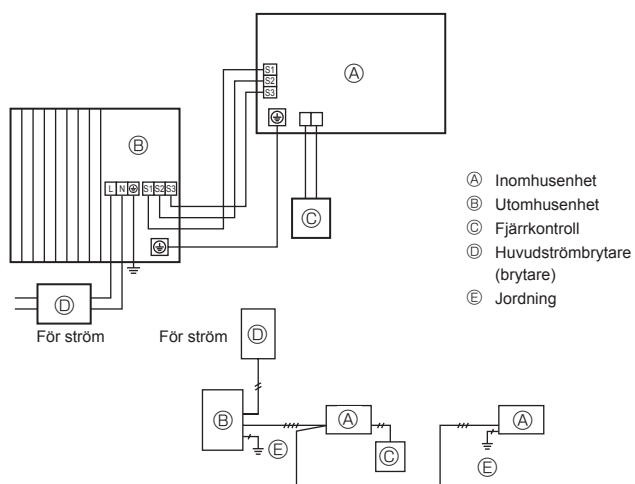 S1
S2
S3
Ⓐ
Ⓑ
L N S1 S2 S3
Ⓒ
Ⓓ
För ström
Ⓐ Inomhusenhet
Ⓑ Utomhusenhet
Ⓒ Fjärrkontroll
Ⓓ Huvudströmbrytare
(brytare)
Ⓔ Jordning
För ström
Ⓓ
Ⓑ
Ⓐ
Ⓐ
Ⓔ
Ⓒ
Ⓔ